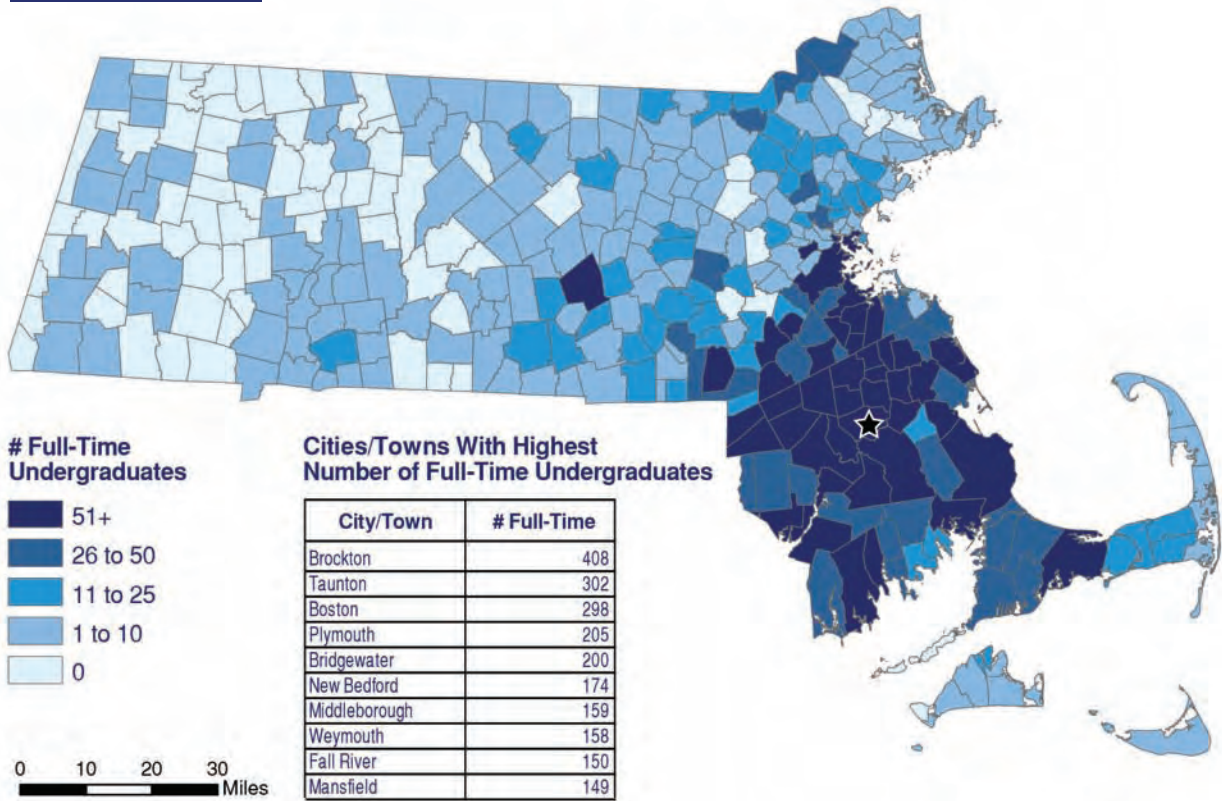 # Full-Time
Undergraduates
51+
26 to 50
11 to 25
1 to 10
0
0 10 20 30
Miles
Cities/Towns With Highest
Number of Full-Time Undergraduates
City/Town # Full-Time
Brockton 408
Taunton 302
Boston 298
Plymouth 205
Bridgewater 200
New Bedford 174
Middleborough 159
Weymouth 158
Fall River 150
Mansfield 149